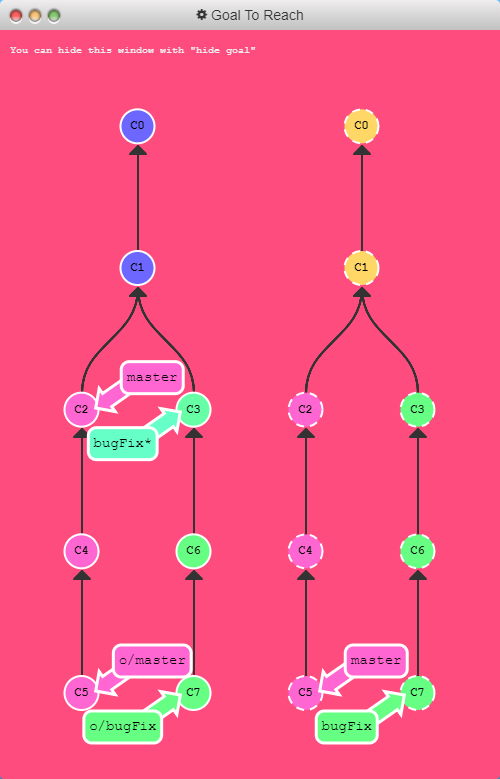 Goal To Reach
You can hide this window with "hide goal"
C0 C0
C1 C1
master
C2 C3 C2 C3
bugFix*
C4 C6 C4 C6
o/master master
C5 C7 C5 C7
o/bugFix bugFix